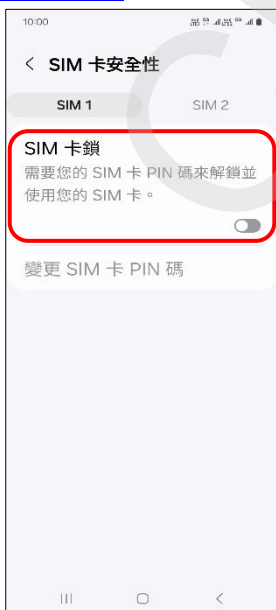 10:00
SIM 卡安全性
SIM 1 SIM 2
SIM 卡鎖
需要您的 SIM 卡 PIN 碼來解鎖並
使用您的 SIM 卡。
變更 SIM 卡 PIN 碼